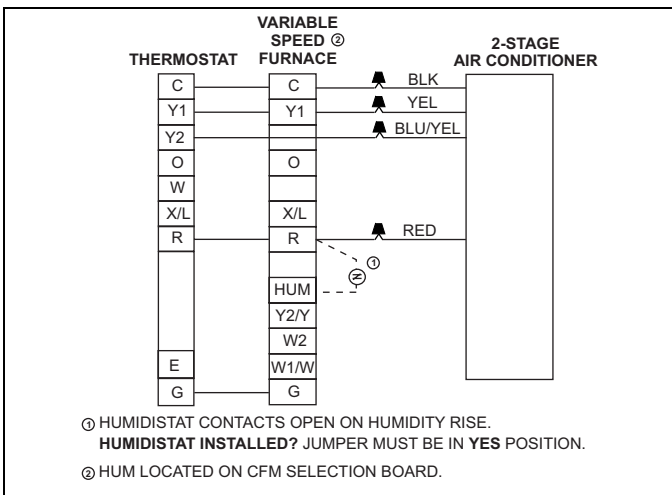 VARIABLE
SPEED ②
THERMOSTAT FURNACE
2-STAGE
AIR CONDITIONER
C C BLK
Y1 Y1 YEL
Y2 BLU/YEL
O O
W
X/L X/L
R R RED
①
HUM
Y2/Y
W2
E W1/W
G G
① HUMIDISTAT CONTACTS OPEN ON HUMIDITY RISE.
HUMIDISTAT INSTALLED? JUMPER MUST BE IN YES POSITION.
② HUM LOCATED ON CFM SELECTION BOARD.